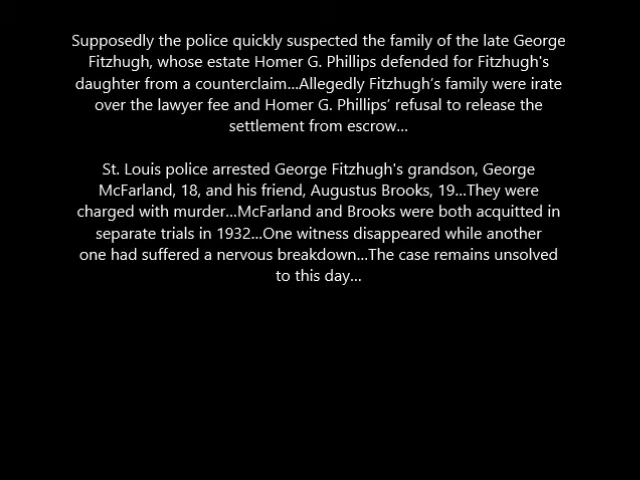 Supposedly the police quickly suspected the family of the late George
Fitzhugh, whose estate Homer G. Phillips defended for Fitzhugh's
daughter from a counterclaim...Allegedly Fitzhugh's family were irate
over the lawyer fee and Homer G. Phillips' refusal to release the
settlement from escrow...
St. Louis police arrested George Fitzhugh's grandson, George
McFarland, 18, and his friend, Augustus Brooks, 19...They were
charged with murder...McFarland and Brooks were both acquitted in
separate trials in 1932...One witness disappeared while another
one had suffered a nervous breakdown...The case remains unsolved
to this day...